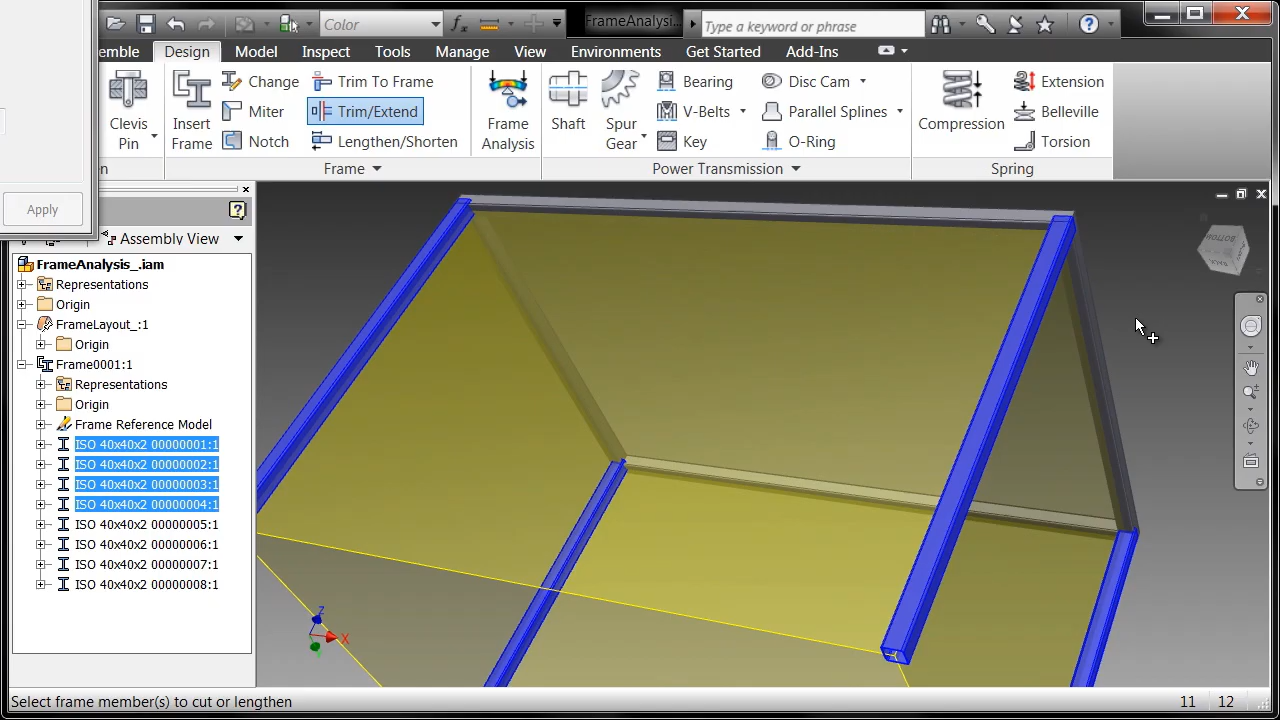 Color
FrameAnalysi...
Type a keyword or phrase
emble Design Model Inspect Tools Manage View Environments Get Started Add-Ins
Clevis
Pin
Insert
Frame
Change
Miter
Notch
Trim To Frame
Trim/Extend
Lengthen/Shorten
Frame
Analysis
Shaft
Spur
Gear
Bearing
V-Belts
Key
Disc Cam
Parallel Splines
O-Ring
Compression
Extension
Belleville
Torsion
en
Frame
Power Transmission
Spring
Apply
Assembly View
FrameAnalysis_.iam
Representations
Origin
FrameLayout_:1
Origin
Frame0001:1
Representations
Origin
Frame Reference Model
ISO 40x40x2 00000001:1
ISO 40x40x2 00000002:1
ISO 40x40x2 00000003:1
ISO 40x40x2 00000004:1
ISO 40x40x2 00000005:1
ISO 40x40x2 00000006:1
ISO 40x40x2 00000007:1
ISO 40x40x2 00000008:1
BOTTOM
BACK
Z
X
Select frame member(s) to cut or lengthen
11 12